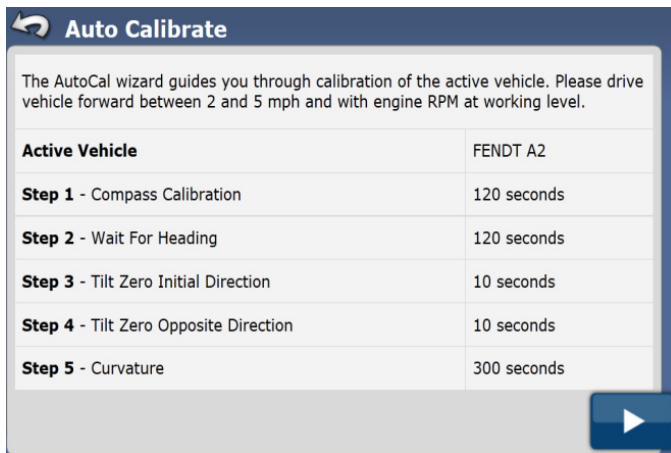 Auto Calibrate
The AutoCal wizard guides you through calibration of the active vehicle. Please drive
vehicle forward between 2 and 5 mph and with engine RPM at working level.
Active Vehicle FENDT A2
Step 1 - Compass Calibration 120 seconds
Step 2 - Wait For Heading 120 seconds
Step 3 - Tilt Zero Initial Direction 10 seconds
Step 4 - Tilt Zero Opposite Direction 10 seconds
Step 5 - Curvature 300 seconds